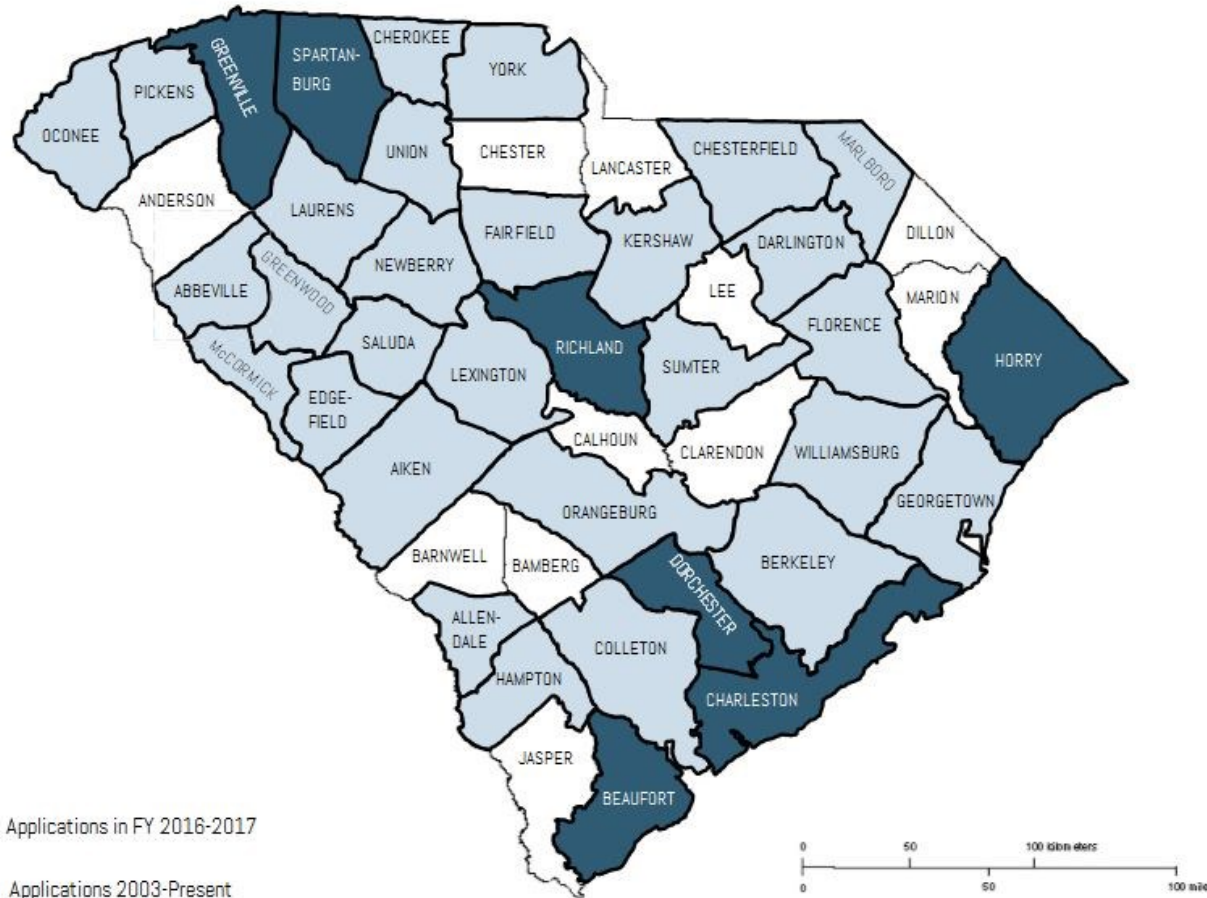 CHEROKEE
GREENVILLE
SPARTAN-
BURG
YORK
PICKENS
OCONEE
UNION
CHESTER
LANCASTER
CHESTERFIELD
MARLBORO
ANDERSON
LAURENS
FAIRFIELD
KERSHAW
DARLINGTON
DILLON
NEWBERRY
GREENWOOD
ABBEVILLE
LEE
MARION
FLORENCE
SALUDA
RICHLAND
HORRY
McCORMICK
LEXINGTON
SUMTER
EDGE-
FIELD
CALHOUN
CLARENDON
WILLIAMSBURG
AIKEN
GEORGETOWN
ORANGEBURG
BARNWELL
BAMBERG
DORCHESTER
BERKELEY
ALLEN-
DALE
COLLETON
HAMPTON
CHARLESTON
JASPER
BEAUFORT
Applications in FY 2016-2017
Applications 2003-Present
0 50 100 kilometers
0 50 100 mile